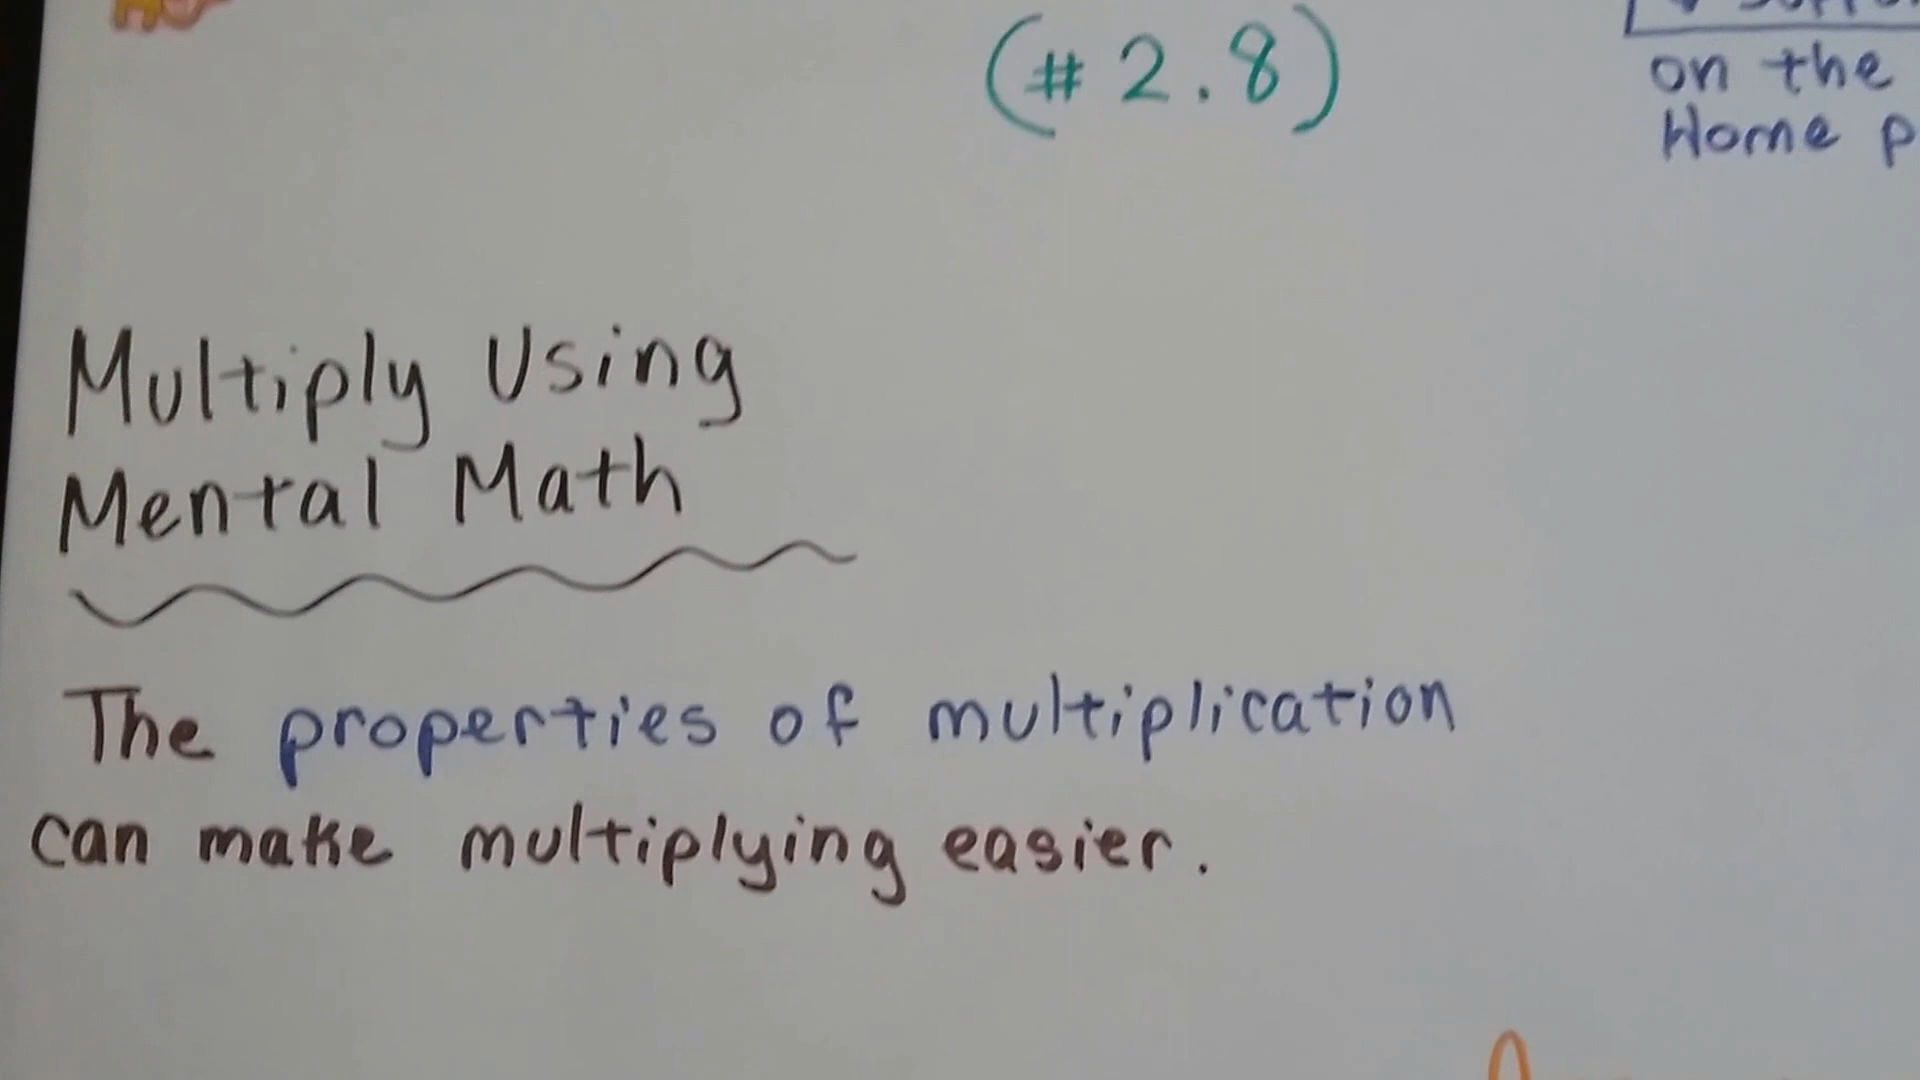 (# 2.8)
on the
Home
Multiply Using
Mental Math
The properties of multiplication
can make multiplying easier.